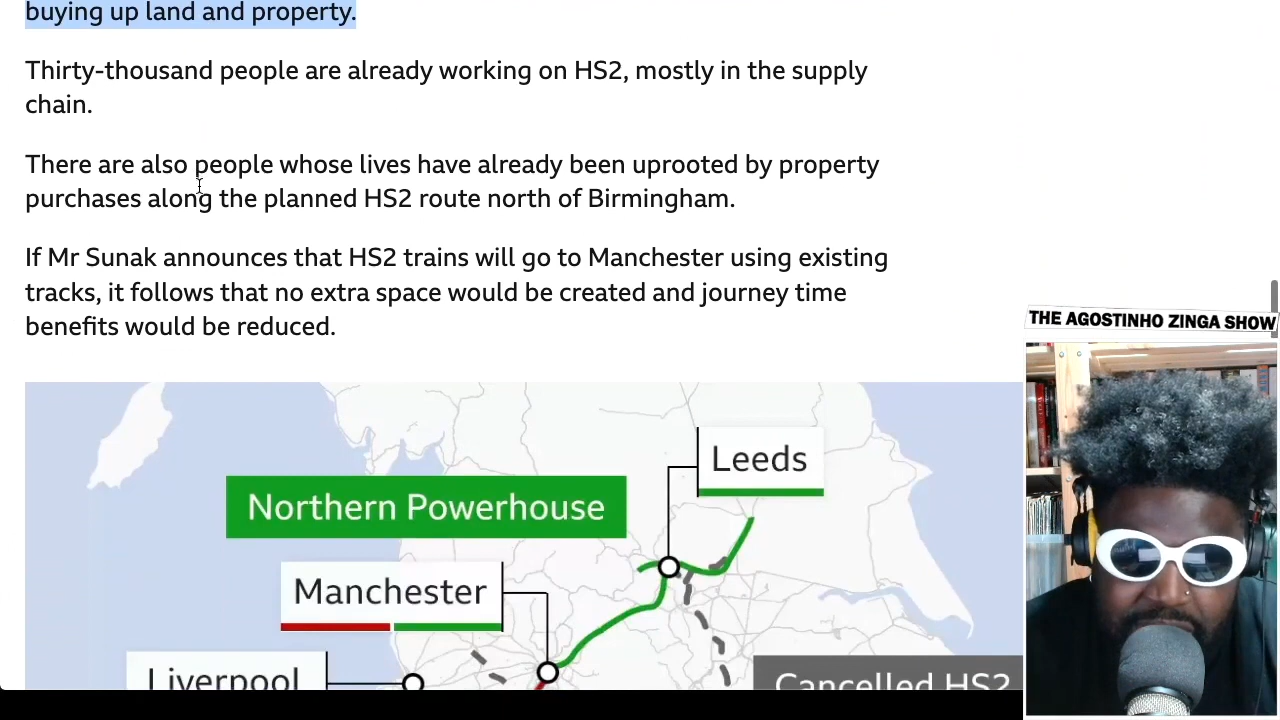 buying up land and property.
Thirty-thousand people are already working on HS2, mostly in the supply
chain.
There are also people whose lives have already been uprooted by property
purchases along the planned HS2 route north of Birmingham.
If Mr Sunak announces that HS2 trains will go to Manchester using existing
tracks, it follows that no extra space would be created and journey time
benefits would be reduced.
THE AGOSTINHO ZINGA SHOW
Leeds
Northern Powerhouse
Manchester
Liverpool
Cancelled HS2